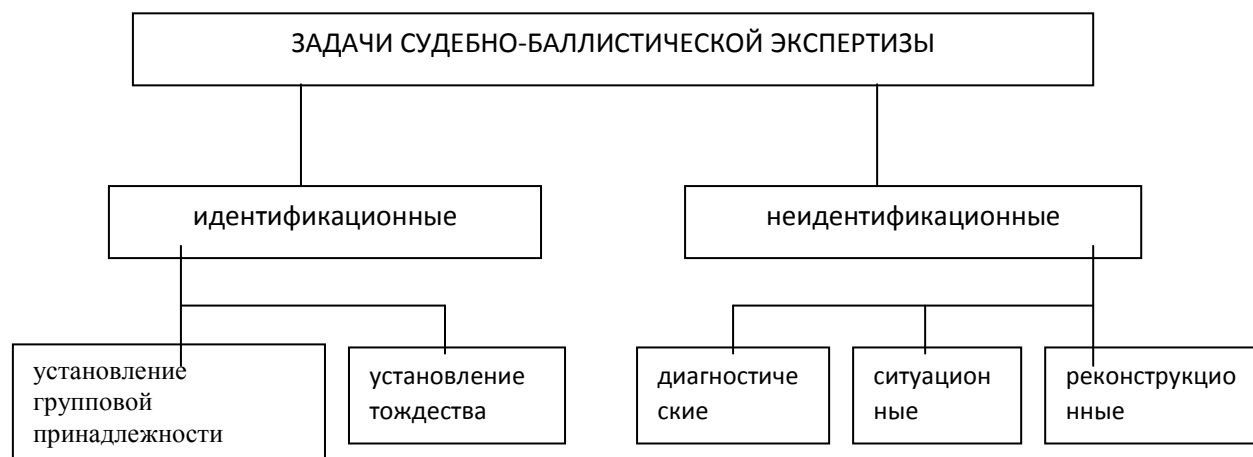 ЗАДАЧИ СУДЕБНО-БАЛЛИСТИЧЕСКОЙ ЭКСПЕРТИЗЫ
идентификационные
неидентификационные
установление
групповой
принадлежности
установление
тождества
диагностиче
ские
ситуацион
ные
реконструкцио
нные